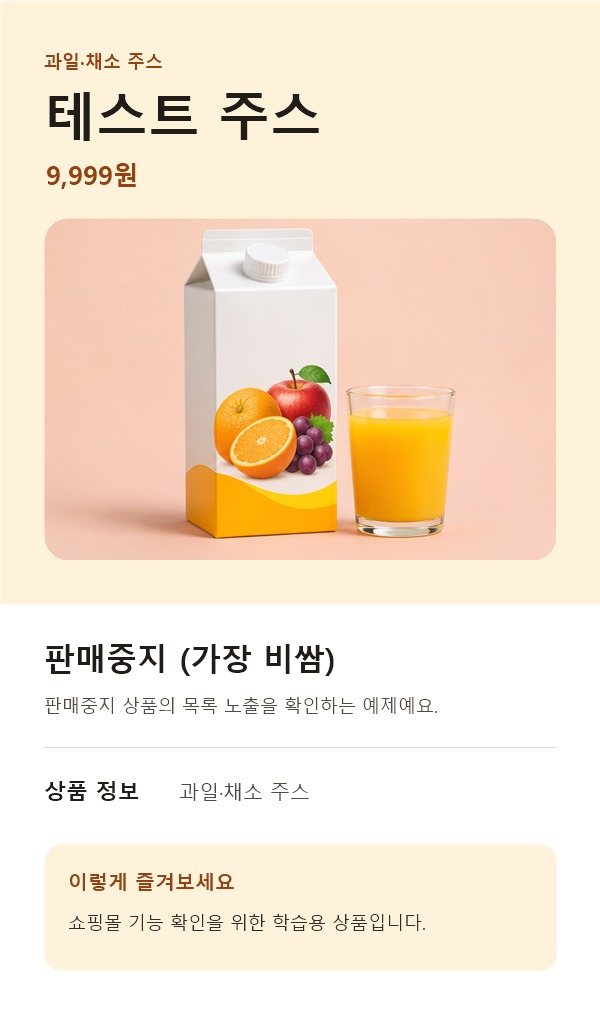 과일·채소 주스
테스트 주스
9,999원
판매중지 (가장 비쌈)
판매중지 상품의 목록 노출을 확인하는 예제예요.
상품 정보 과일·채소 주스
이렇게 즐겨보세요
쇼핑몰 기능 확인을 위한 학습용 상품입니다.